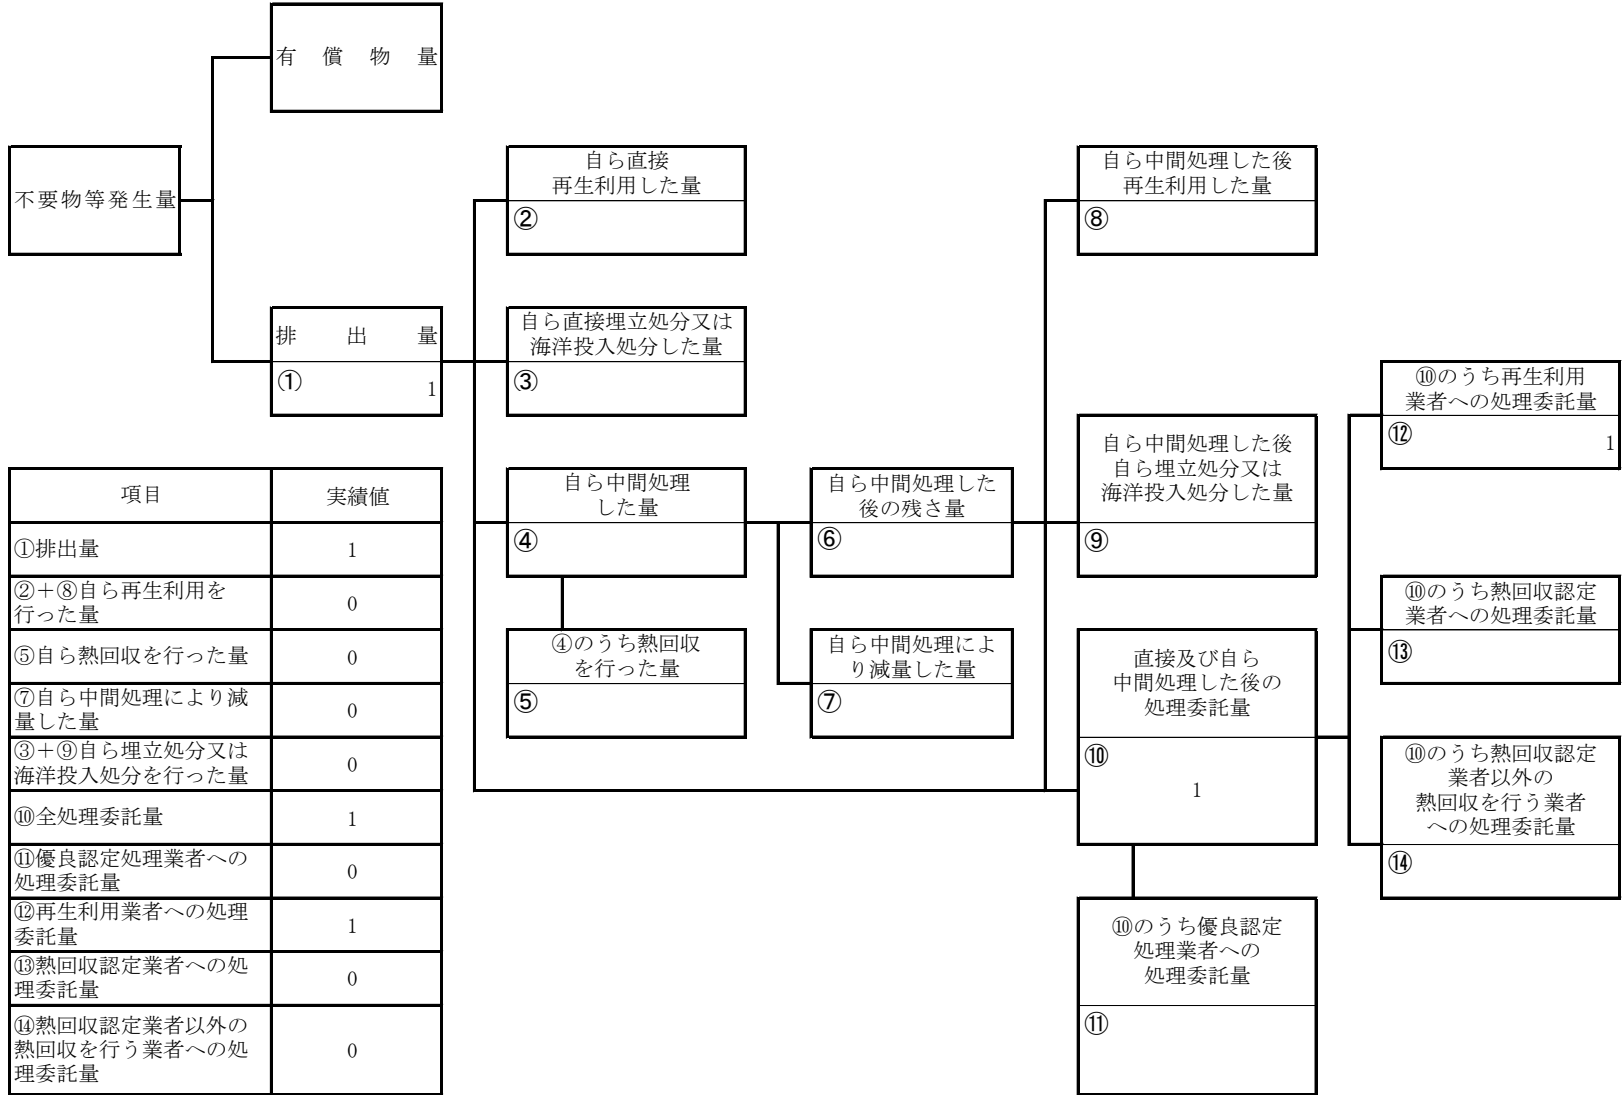 有償物量
不要物等発生量
排出量
①
1
自ら直接
再生利用した量
②
自ら直接埋立処分又は
海洋投入処分した量
③
自ら中間処理
した量
④
④のうち熱回収
を行った量
⑤
自ら中間処理した
後の残さ量
⑥
自ら中間処理によ
り減量した量
⑦
自ら中間処理した後
再生利用した量
⑧
自ら中間処理した後
自ら埋立処分又は
海洋投入処分した量
⑨
直接及び自ら
中間処理した後の
処理委託量
⑩
1
⑩のうち優良認定
処理業者への
処理委託量
⑪
⑩のうち再生利用
業者への処理委託量
⑫
1
⑩のうち熱回収認定
業者への処理委託量
⑬
⑩のうち熱回収認定
業者以外の
熱回収を行う業者
への処理委託量
⑭
項目 実績値
①排出量 1
②+⑧自ら再生利用を
行った量 0
⑤自ら熱回収を行った量 0
⑦自ら中間処理により減
量した量 0
③+⑨自ら埋立処分又は
海洋投入処分を行った量 0
⑩全処理委託量 1
⑪優良認定処理業者への
処理委託量 0
⑫再生利用業者への処理
委託量 1
⑬熱回収認定業者への処
理委託量 0
⑭熱回収認定業者以外の
熱回収を行う業者への処 0
理委託量